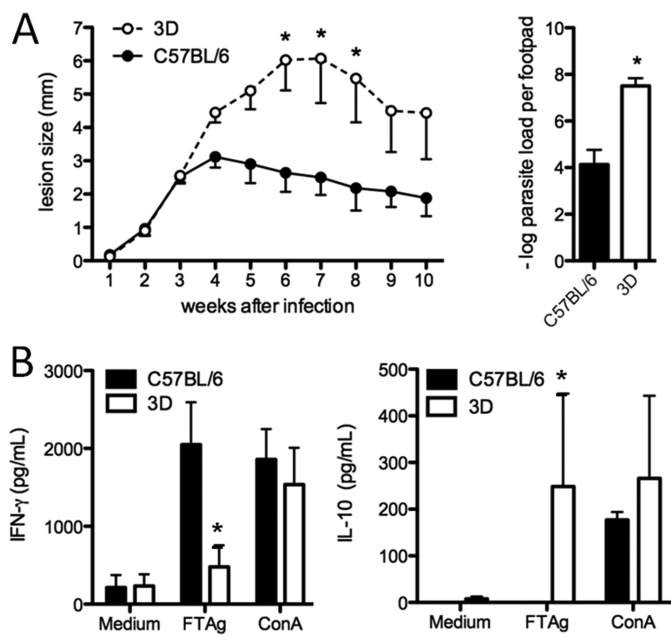 A
3D
C57BL/6
lesion size (mm)
7
6
5
4
3
2
1
0
* * *
1 2 3 4 5 6 7 8 9 10
weeks after infection
- log parasite load per footpad
10
8
6
4
2
0
*
C57BL/6
3D
B
C57BL/6
3D
IFN-γ (pg/mL)
3000
2000
1000
0
*
Medium FTAg ConA
C57BL/6
3D
IL-10 (pg/mL)
500
400
300
200
100
0
*
Medium FTAg ConA